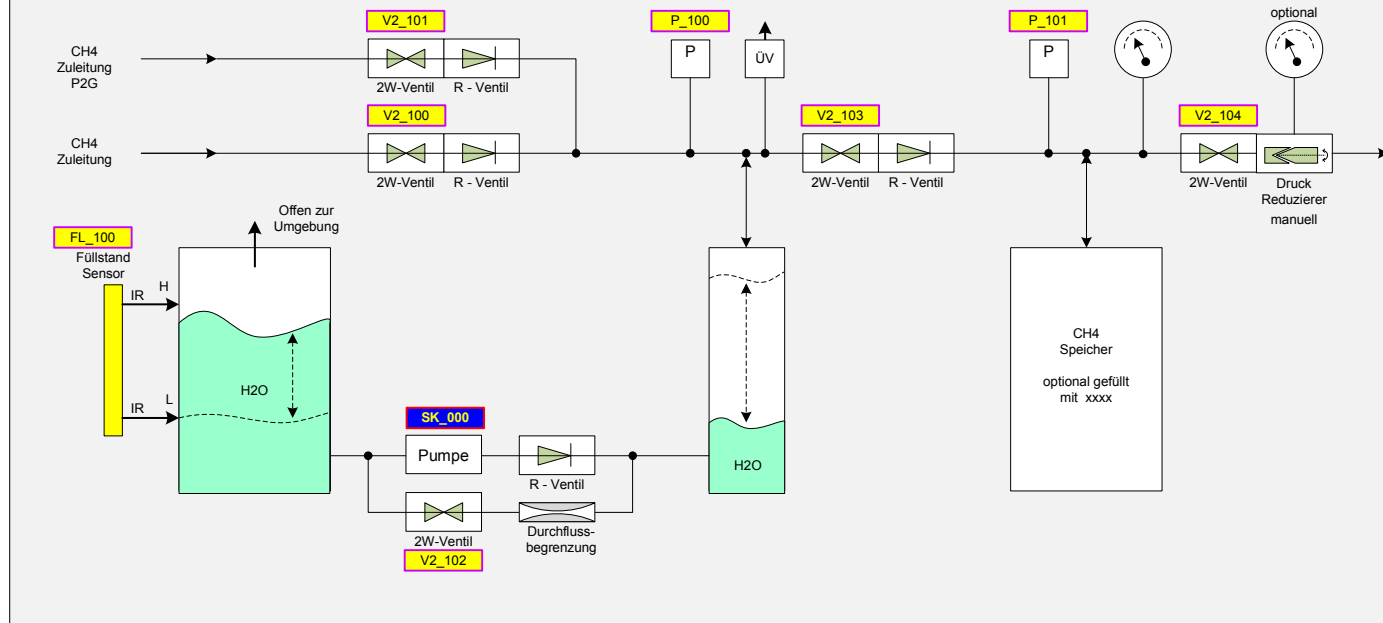 V2_101
P_100
P_101
optional
CH4
Zuleitung
P2G
P
ÜV
P
2W-Ventil
R - Ventil
V2_100
V2_103
V2_104
CH4
Zuleitung
2W-Ventil
R - Ventil
2W-Ventil
R - Ventil
2W-Ventil
Druck
Reduzierer
manuell
Offen zur
Umgebung
FL_100
Füllstand
Sensor
IR
H
H2O
IR
L
CH4
Speicher
optional gefüllt
mit xxxx
SK_000
Pumpe
R - Ventil
H2O
2W-Ventil
Durchfluss-
begrenzung
V2_102